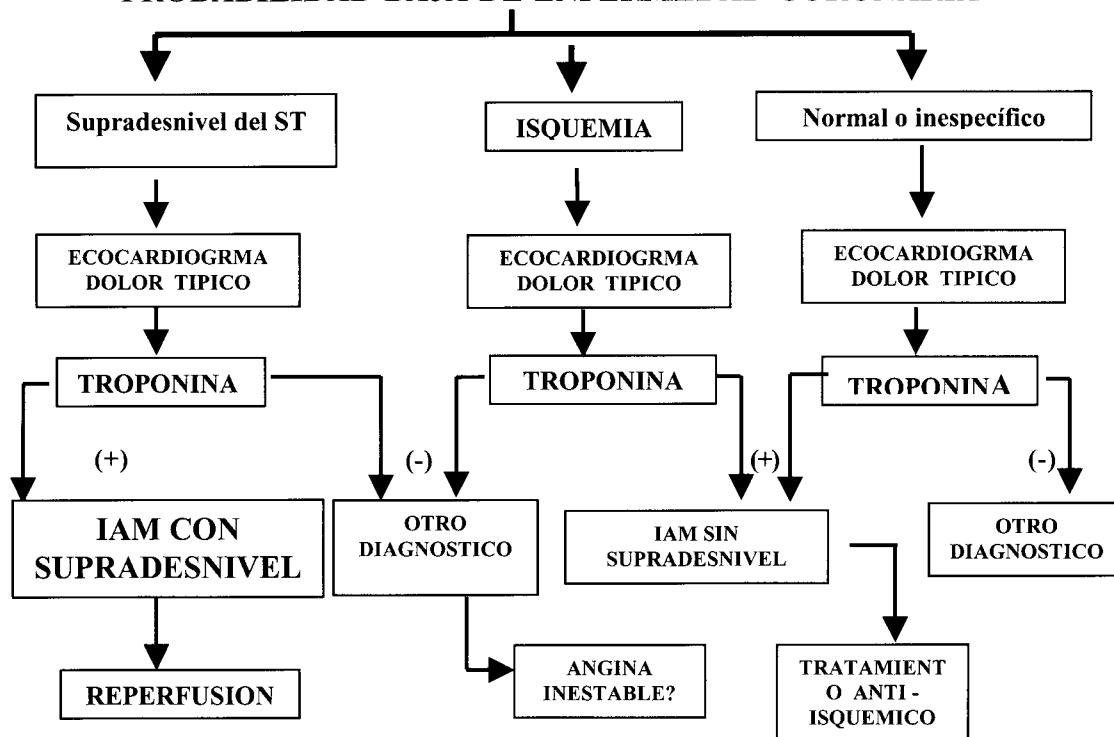 Supradesnivel del ST
ISQUEMIA
Normal o inespecífico
ECOCARDIOGRMA
DOLOR TIPICO
ECOCARDIOGRMA
DOLOR TIPICO
ECOCARDIOGRMA
DOLOR TIPICO
TROPONINA
TROPONINA
TROPONINA
(+)
(-)
(+)
(-)
IAM CON
SUPRADESNIVEL
OTRO
DIAGNOSTICO
IAM SIN
SUPRADESNIVEL
OTRO
DIAGNOSTICO
REPERFUSION
ANGINA
INESTABLE?
TRATAMIENT
O ANTI -
ISQUEMICO